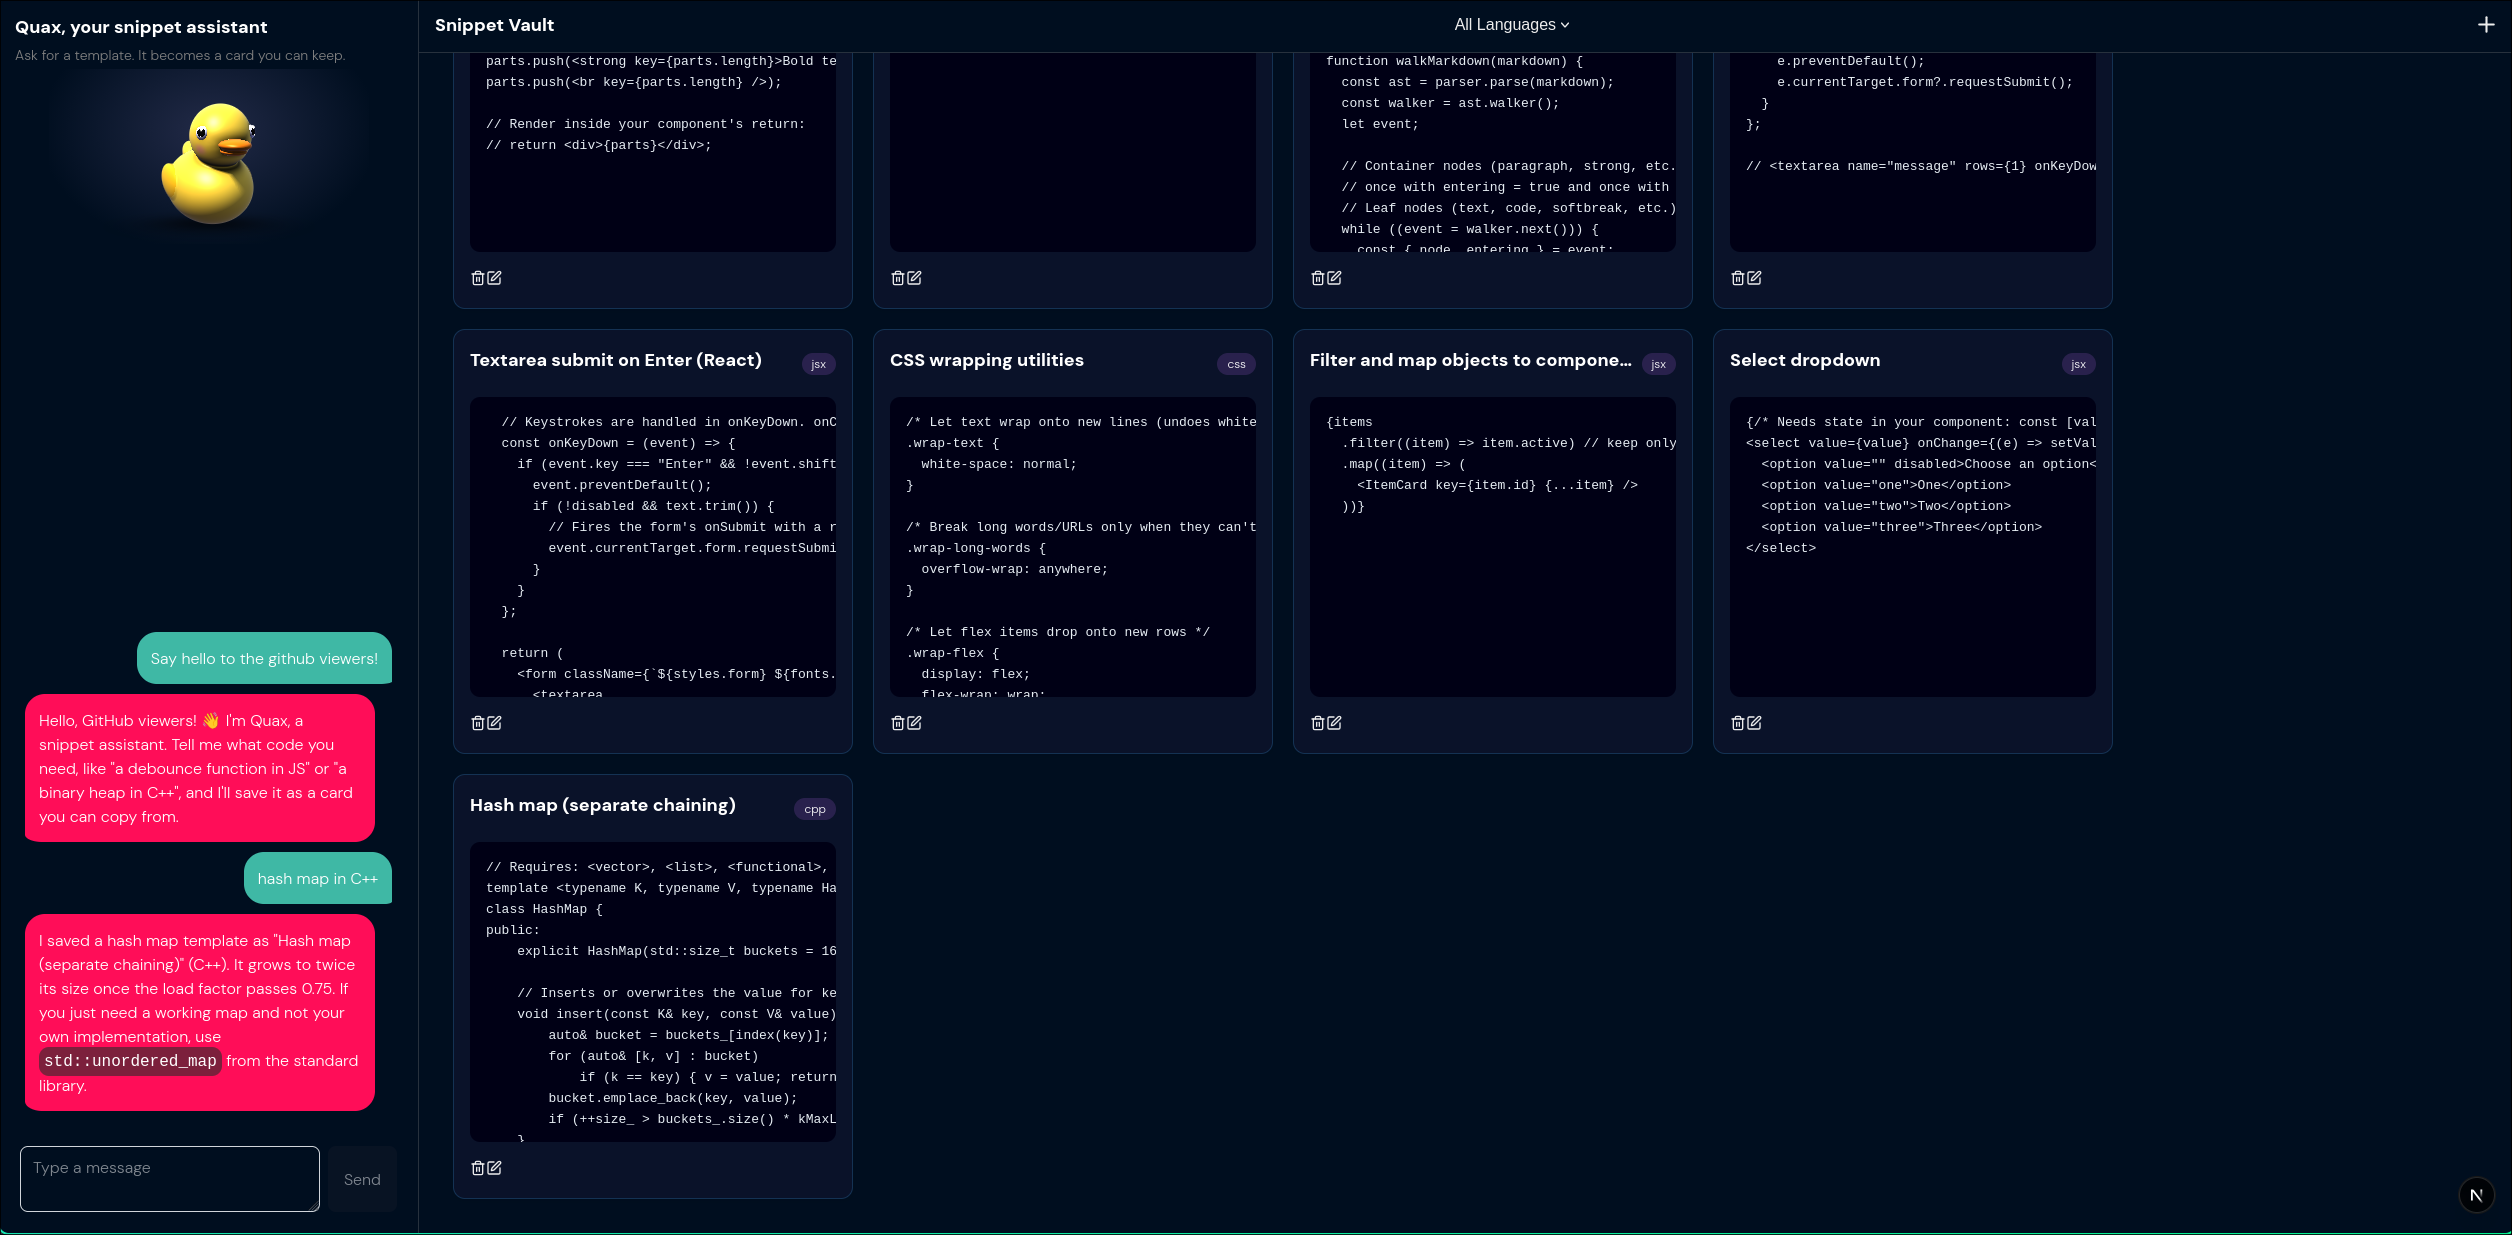 Quax, your snippet assistant
Ask for a template. It becomes a card you can keep.
Say hello to the github viewers!
Hello, GitHub viewers! 👋 I'm Quax, a
snippet assistant. Tell me what code you
need, like "a debounce function in JS" or "a
binary heap in C++", and I'll save it as a card
you can copy from.
hash map in C++
I saved a hash map template as "Hash map
(separate chaining)" (C++). It grows to twice
its size once the load factor passes 0.75. If
you just need a working map and not your
own implementation, use
std::unordered_map from the standard
library.
Type a message
Send
Snippet Vault
All Languages
parts.push(<strong key={parts.length}>Bold te
parts.push(<br key={parts.length} />);
// Render inside your component's return:
// return <div>{parts}</div>;
function walkMarkdown(markdown) {
  const ast = parser.parse(markdown);
  const walker = ast.walker();
  let event;
  // Container nodes (paragraph, strong, etc.
  // once with entering = true and once with
  // Leaf nodes (text, code, softbreak, etc.)
  while ((event = walker.next())) {
    const { node, entering } = event;
    e.preventDefault();
    e.currentTarget.form?.requestSubmit();
  }
};
// <textarea name="message" rows={1} onKeyDow
Textarea submit on Enter (React)
jsx
  // Keystrokes are handled in onKeyDown. onC
  const onKeyDown = (event) => {
    if (event.key === "Enter" && !event.shift
      event.preventDefault();
      if (!disabled && text.trim()) {
        // Fires the form's onSubmit with a r
        event.currentTarget.form.requestSubmi
      }
    }
  };
  return (
    <form className={`${styles.form} ${fonts.
      <textarea
CSS wrapping utilities
css
/* Let text wrap onto new lines (undoes white
.wrap-text {
  white-space: normal;
}
/* Break long words/URLs only when they can't
.wrap-long-words {
  overflow-wrap: anywhere;
}
/* Let flex items drop onto new rows */
.wrap-flex {
  display: flex;
  flex-wrap: wrap;
Filter and map objects to compone...
jsx
{items
  .filter((item) => item.active) // keep only
  .map((item) => (
    <ItemCard key={item.id} {...item} />
  ))}
Select dropdown
jsx
{/* Needs state in your component: const [val
<select value={value} onChange={(e) => setVal
  <option value="" disabled>Choose an option<
  <option value="one">One</option>
  <option value="two">Two</option>
  <option value="three">Three</option>
</select>
Hash map (separate chaining)
cpp
// Requires: <vector>, <list>, <functional>,
template <typename K, typename V, typename Ha
class HashMap {
public:
    explicit HashMap(std::size_t buckets = 16
    // Inserts or overwrites the value for ke
    void insert(const K& key, const V& value)
        auto& bucket = buckets_[index(key)];
        for (auto& [k, v] : bucket)
            if (k == key) { v = value; return
        bucket.emplace_back(key, value);
        if (++size_ > buckets_.size() * kMaxL
    }
N